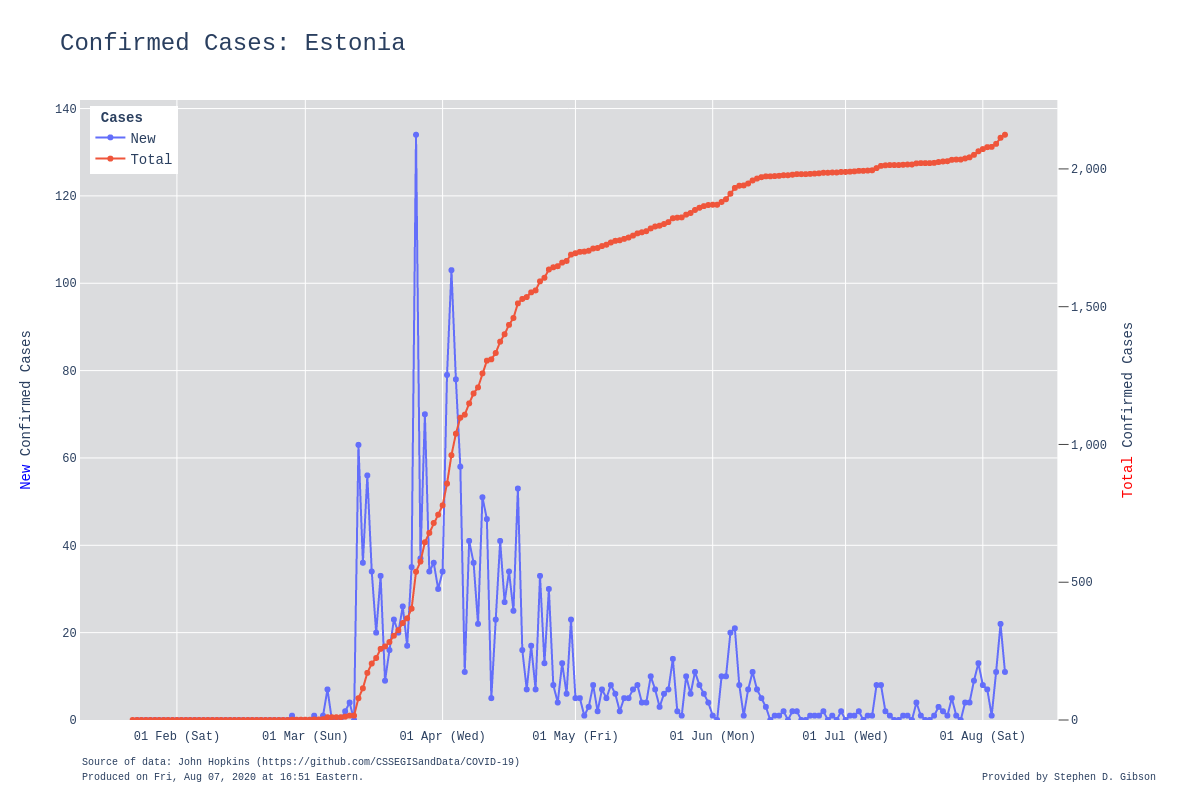 Confirmed Cases: Estonia
Cases
New
Total
140
120
100
80
60
40
20
0
2,000
1,500
1,000
500
0
New Confirmed Cases
Total Confirmed Cases
01 Feb (Sat)
01 Mar (Sun)
01 Apr (Wed)
01 May (Fri)
01 Jun (Mon)
01 Jul (Wed)
01 Aug (Sat)
Source of data: John Hopkins (https://github.com/CSSEGISandData/COVID-19)
Produced on Fri, Aug 07, 2020 at 16:51 Eastern.
Provided by Stephen D. Gibson